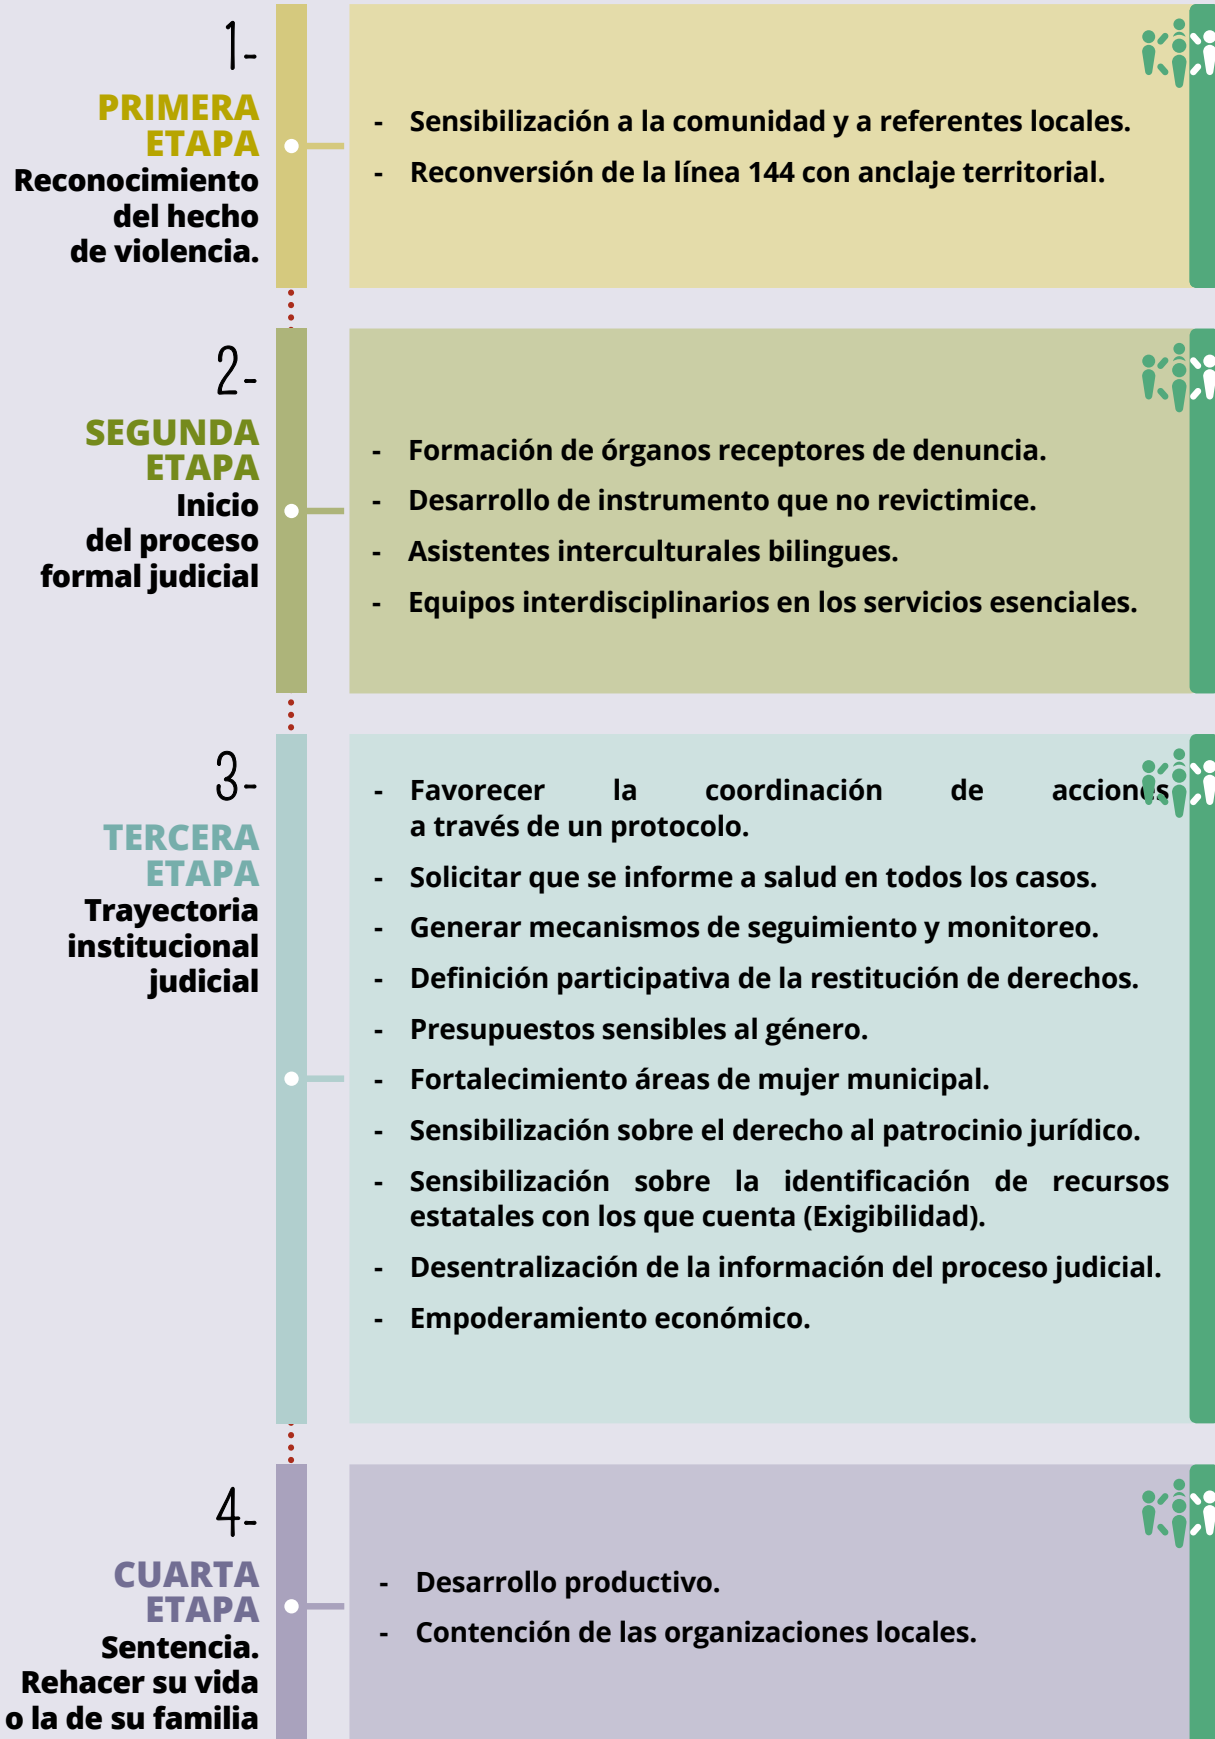 1-
PRIMERA
ETAPA
Reconocimiento
del hecho
de violencia.
- Sensibilización a la comunidad y a referentes locales.
- Reconversión de la línea 144 con anclaje territorial.
2-
SEGUNDA
ETAPA
Inicio
del proceso
formal judicial
- Formación de órganos receptores de denuncia.
- Desarrollo de instrumento que no revictimice.
- Asistentes interculturales bilingues.
- Equipos interdisciplinarios en los servicios esenciales.
3-
TERCERA
ETAPA
Trayectoria
institucional
judicial
- Favorecer la coordinación de acciones
a través de un protocolo.
- Solicitar que se informe a salud en todos los casos.
- Generar mecanismos de seguimiento y monitoreo.
- Definición participativa de la restitución de derechos.
- Presupuestos sensibles al género.
- Fortalecimiento áreas de mujer municipal.
- Sensibilización sobre el derecho al patrocinio jurídico.
- Sensibilización sobre la identificación de recursos
estatales con los que cuenta (Exigibilidad).
- Desentralización de la información del proceso judicial.
- Empoderamiento económico.
4-
CUARTA
ETAPA
Sentencia.
Rehacer su vida
o la de su familia
- Desarrollo productivo.
- Contención de las organizaciones locales.